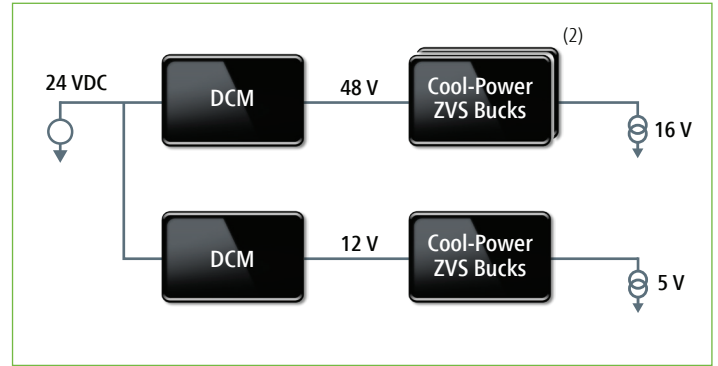 (2)
24 VDC
DCM
48 V
Cool-Power
ZVS Bucks
16 V
DCM
12 V
Cool-Power
ZVS Bucks
5 V